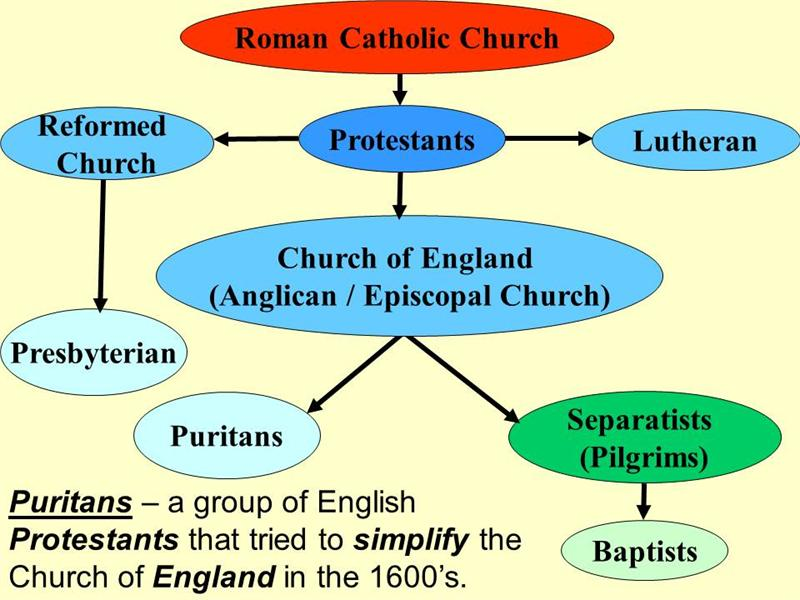 Roman Catholic Church
Reformed
Church
Protestants
Lutheran
Church of England
(Anglican / Episcopal Church)
Presbyterian
Puritans
Separatists
(Pilgrims)
Baptists
Puritans – a group of English
Protestants that tried to simplify the
Church of England in the 1600’s.